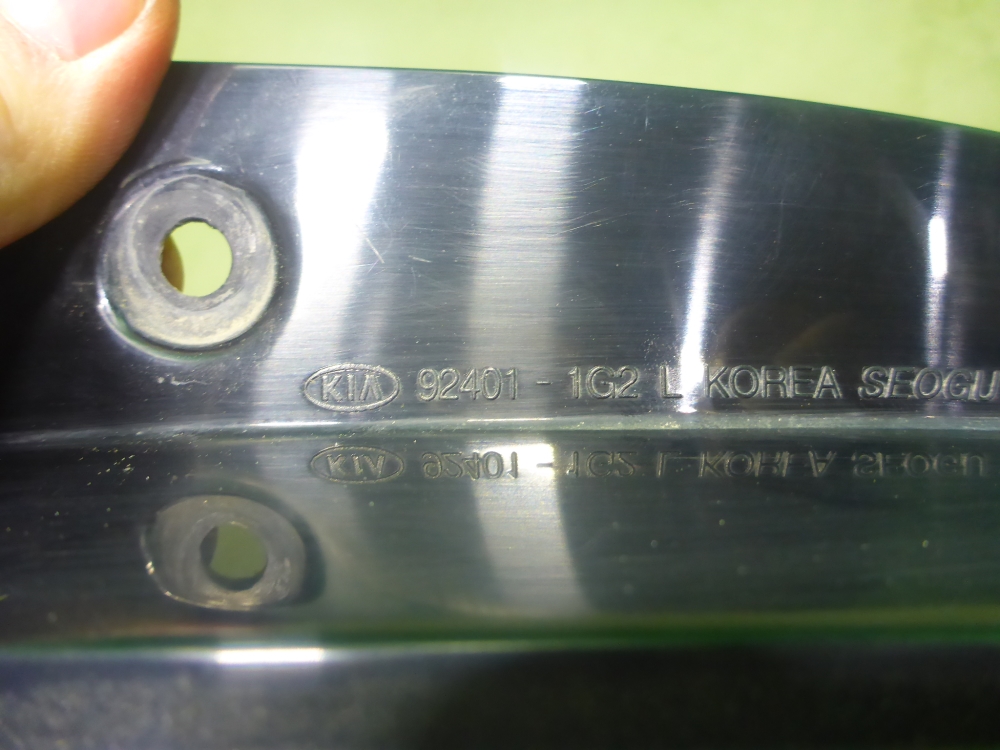 KIA 92401 - 1G2 L KOREA SEOGU